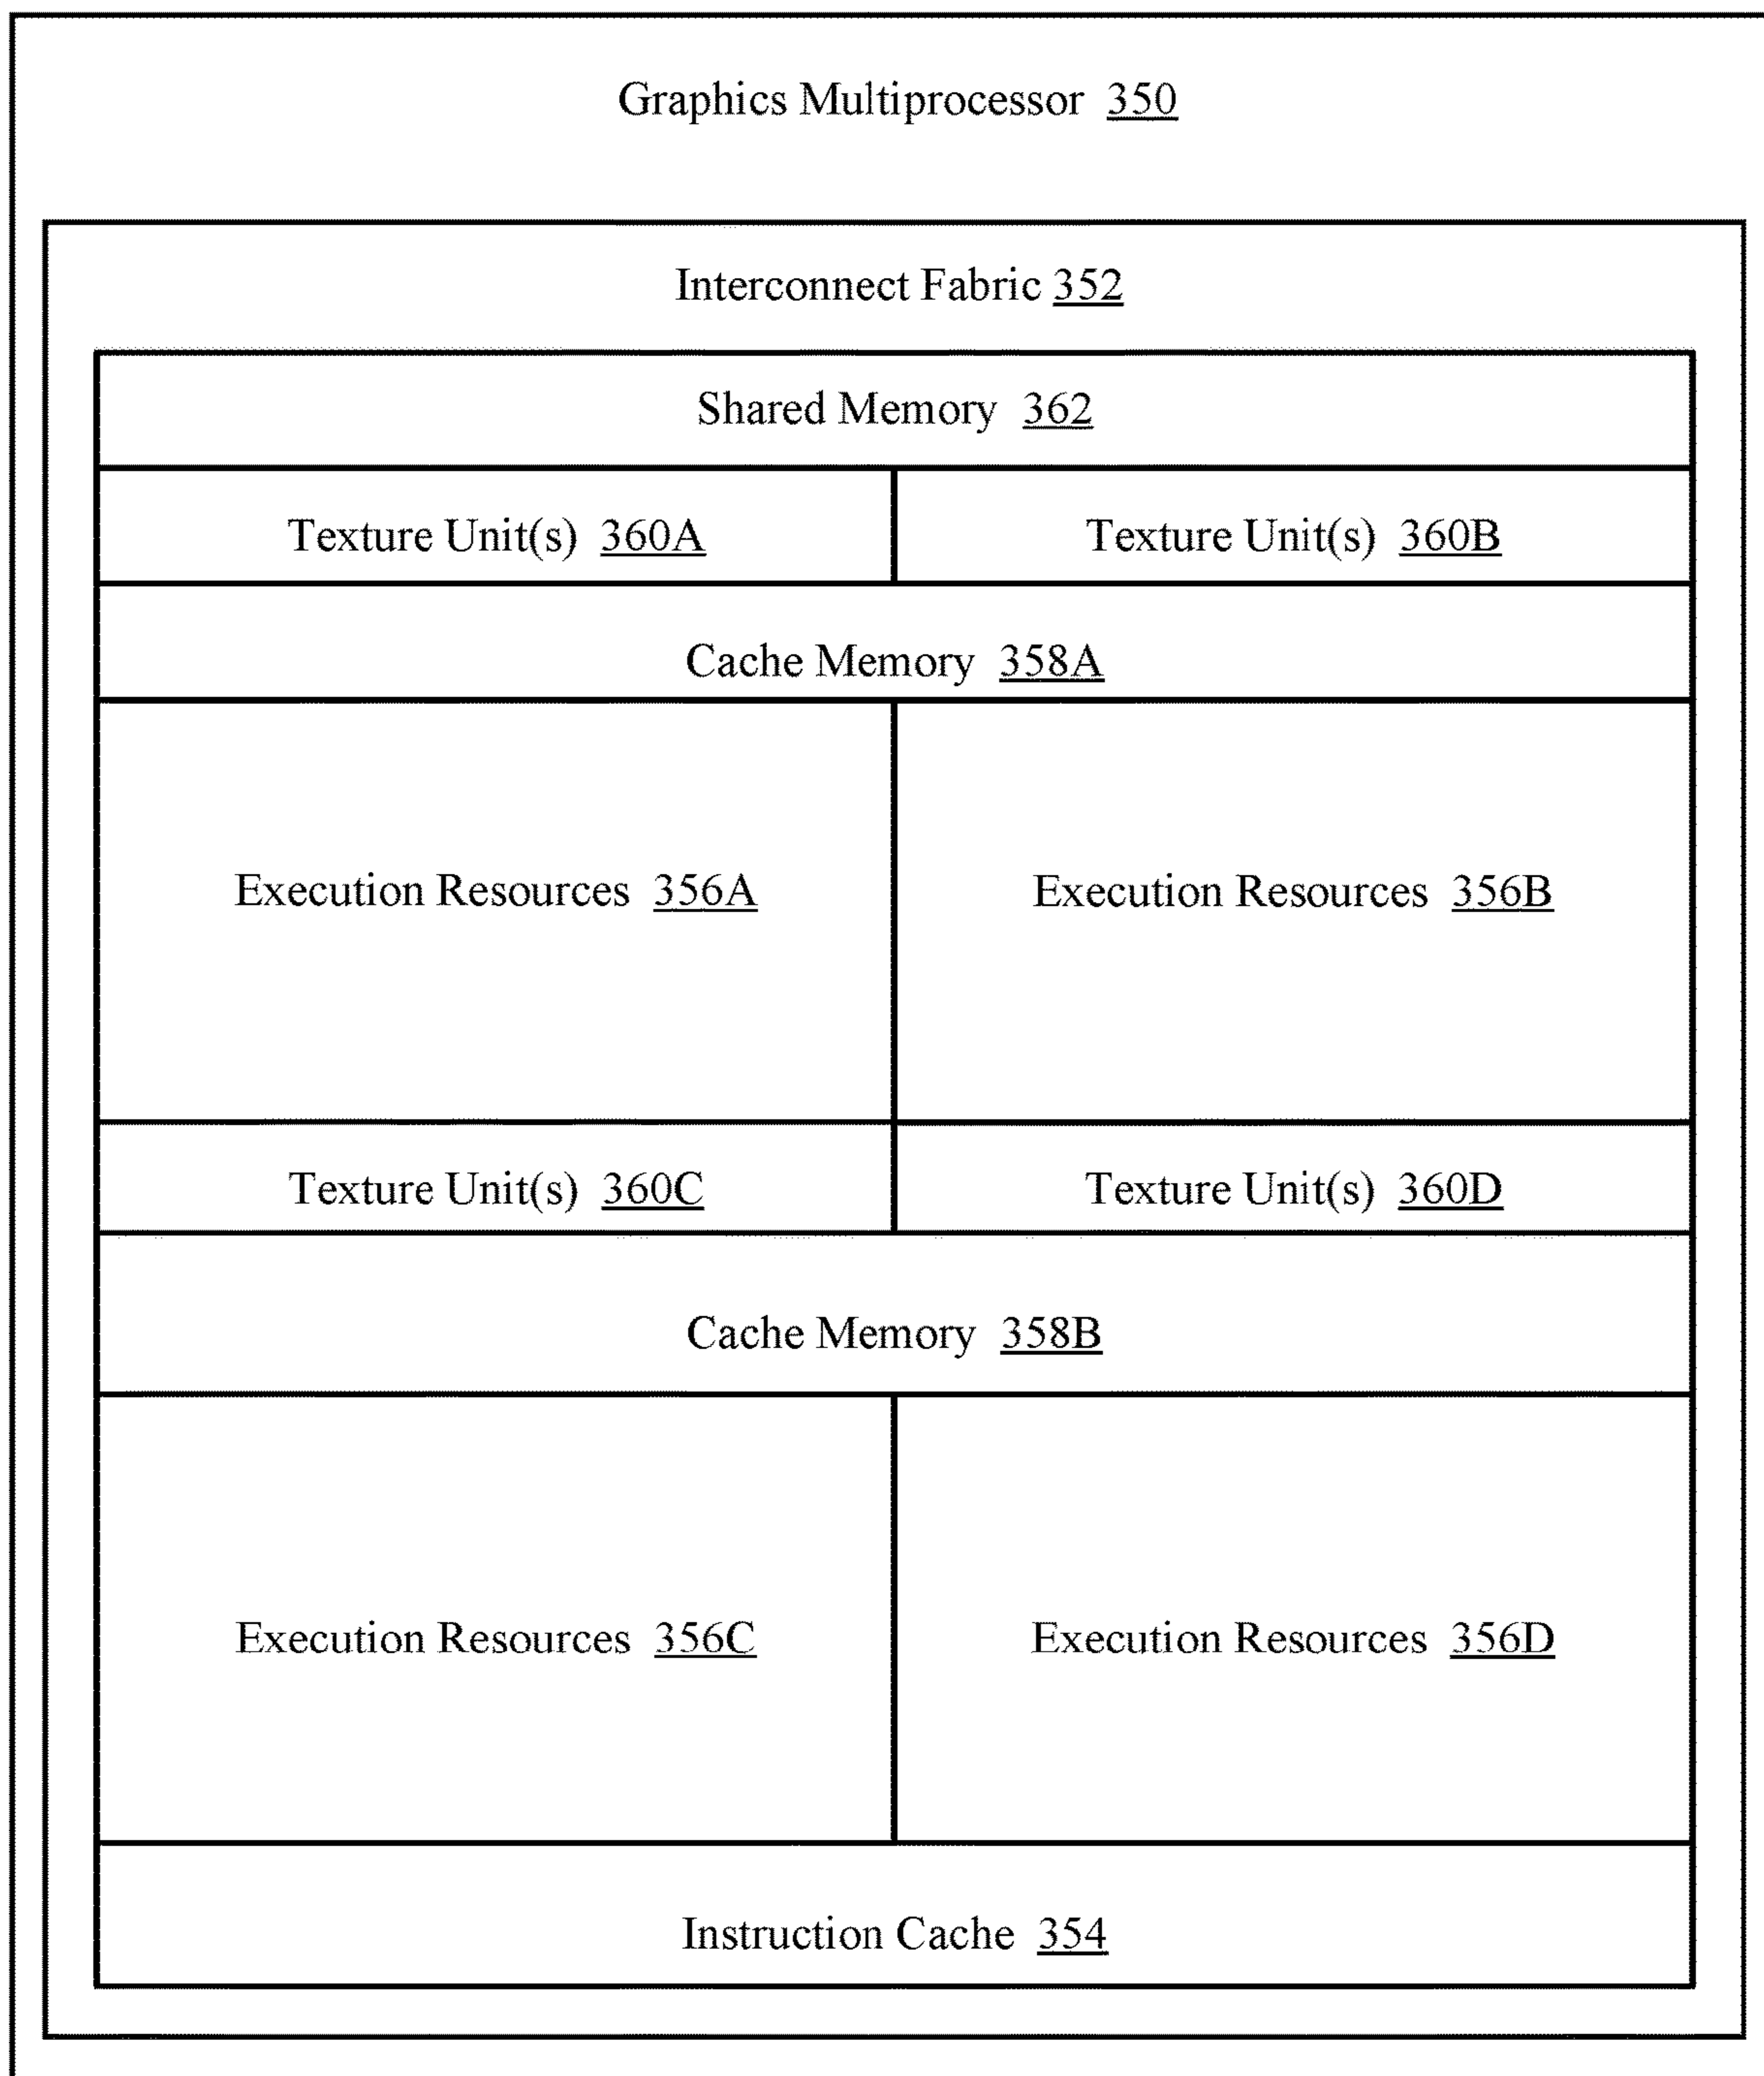 Graphics Multiprocessor 350
Interconnect Fabric 352
Shared Memory 362
Texture Unit(s) 360A
Texture Unit(s) 360B
Cache Memory 358A
Execution Resources 356A
Execution Resources 356B
Texture Unit(s) 360C
Texture Unit(s) 360D
Cache Memory 358B
Execution Resources 356C
Execution Resources 356D
Instruction Cache 354